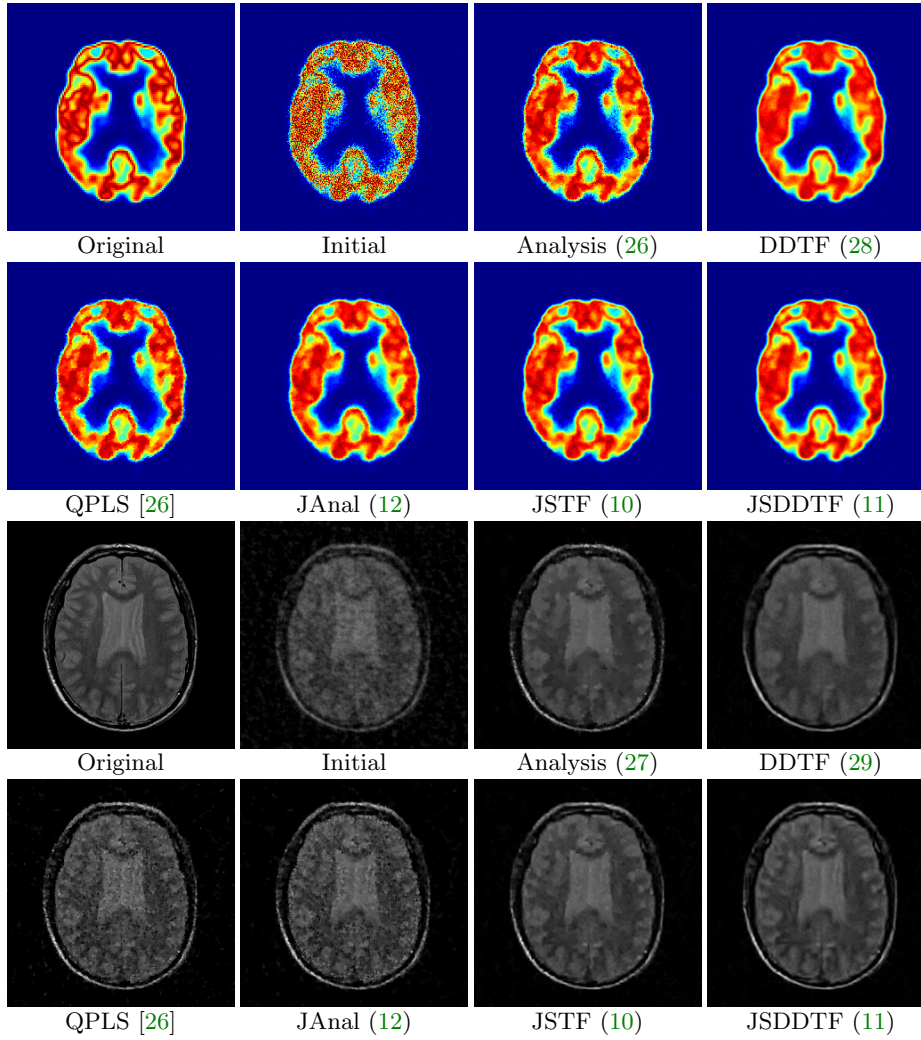 Original Initial Analysis (26) DDTF (28)
QPLS [26] JAnal (12) JSTF (10) JSDDTF (11)
Original Initial Analysis (27) DDTF (29)
QPLS [26] JAnal (12) JSTF (10) JSDDTF (11)